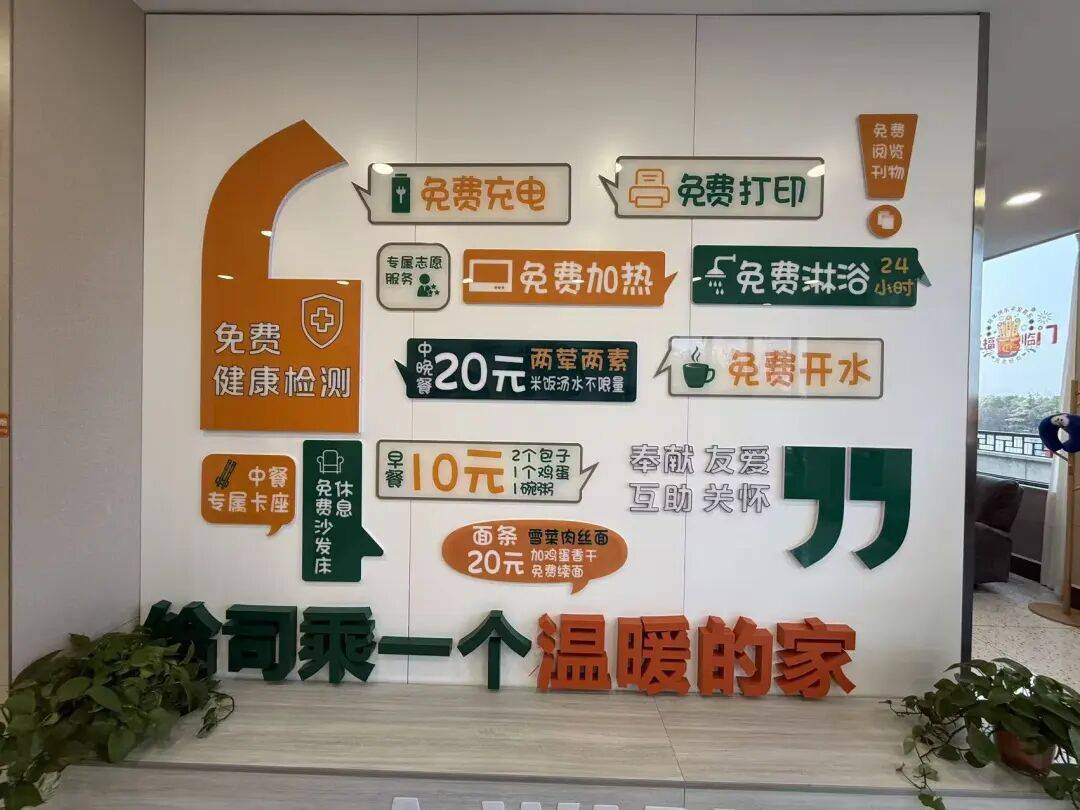 免费
阅览
刊物
免费充电
免费打印
专属志愿
服务
免费加热
免费淋浴
24
小时
免费
健康检测
中晚餐
20元
两荤两素
米饭汤水不限量
免费开水
中餐
专属卡座
休息
免费沙发床
早餐
10元
2个包子
1个鸡蛋
1碗粥
奉献 友爱
互助 关怀
面条
20元
雪菜肉丝面
加鸡蛋香干
免费续面
给司乘一个温暖的家
福
临门